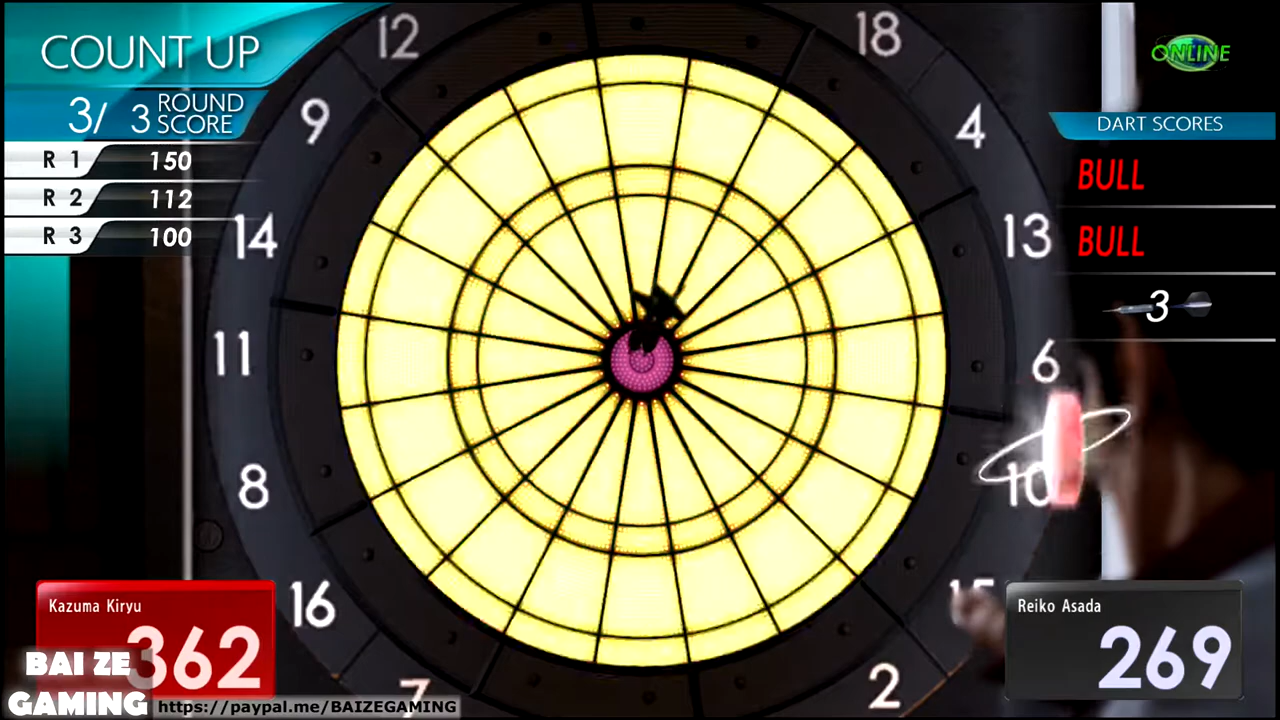 COUNT UP
3/ 3 ROUND SCORE
R 1 150
R 2 112
R 3 100
12
18
9
4
14
13
11
6
8
10
16
15
7
2
ONLINE
DART SCORES
BULL
BULL
3
Kazuma Kiryu
362
Reiko Asada
269
BAI ZE
GAMING
https://paypal.me/BAIZEGAMING